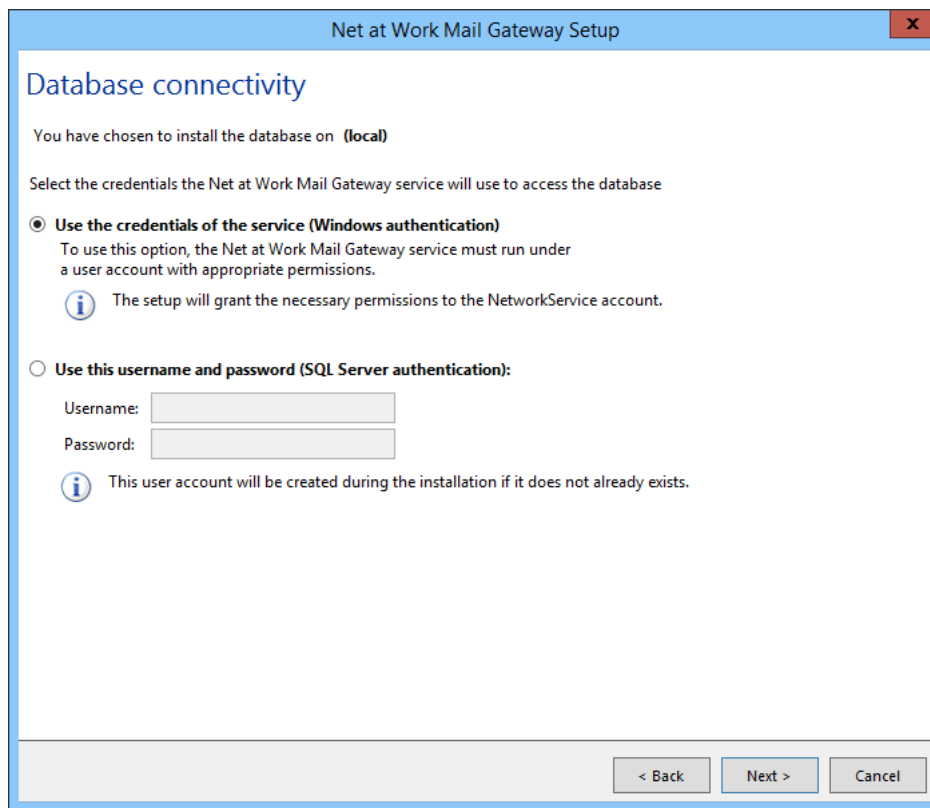 Net at Work Mail Gateway Setup
x
Database connectivity
You have chosen to install the database on (local)
Select the credentials the Net at Work Mail Gateway service will use to access the database
Use the credentials of the service (Windows authentication)
To use this option, the Net at Work Mail Gateway service must run under
a user account with appropriate permissions.
i The setup will grant the necessary permissions to the NetworkService account.
Use this username and password (SQL Server authentication):
Username:
Password:
i This user account will be created during the installation if it does not already exists.
< Back Next > Cancel